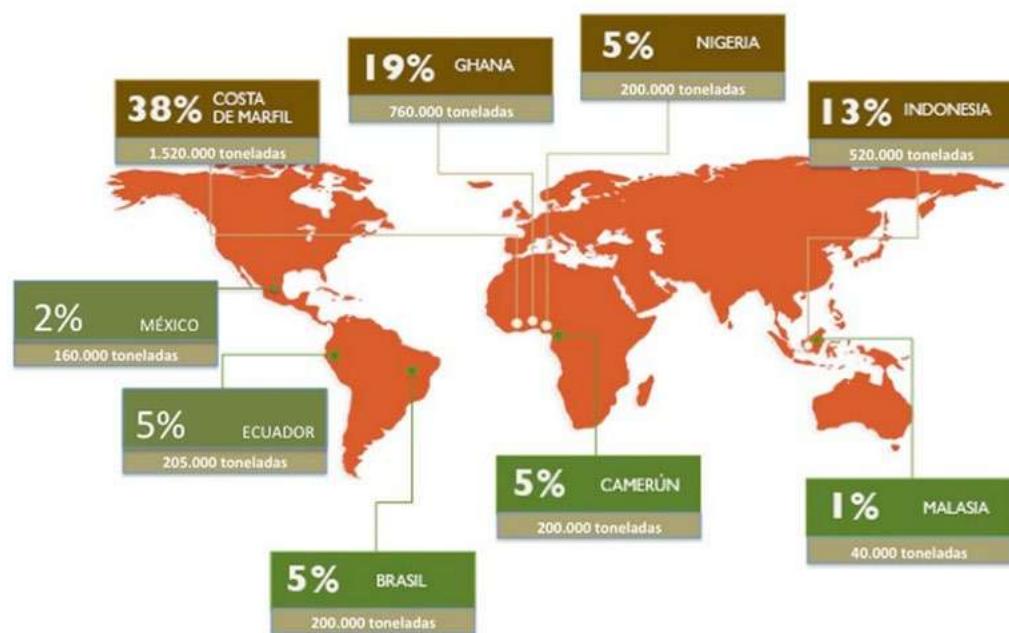 5% NIGERIA
200.000 toneladas
19% GHANA
760.000 toneladas
38% COSTA
DE MARFIL
1.520.000 toneladas
13% INDONESIA
520.000 toneladas
2% MÉXICO
160.000 toneladas
5% ECUADOR
205.000 toneladas
5% CAMERÚN
200.000 toneladas
1% MALASIA
40.000 toneladas
5% BRASIL
200.000 toneladas